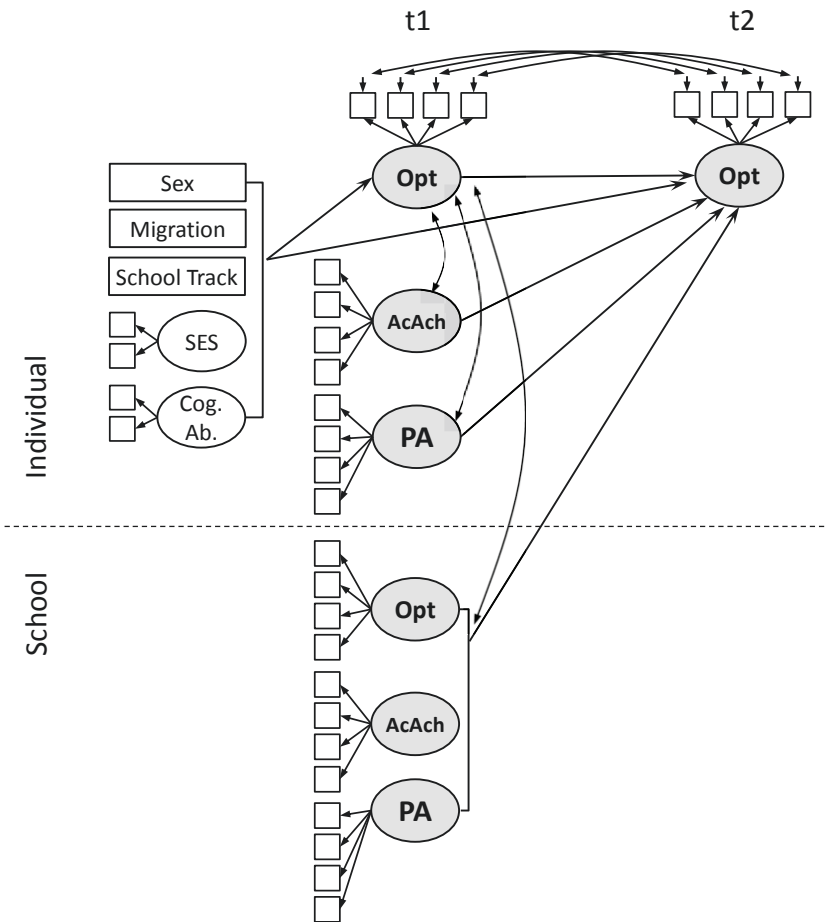 t1
t2
Opt
Opt
Sex
Migration
School Track
SES
Cog.
Ab.
AcAch
PA
Individual
School
Opt
AcAch
PA